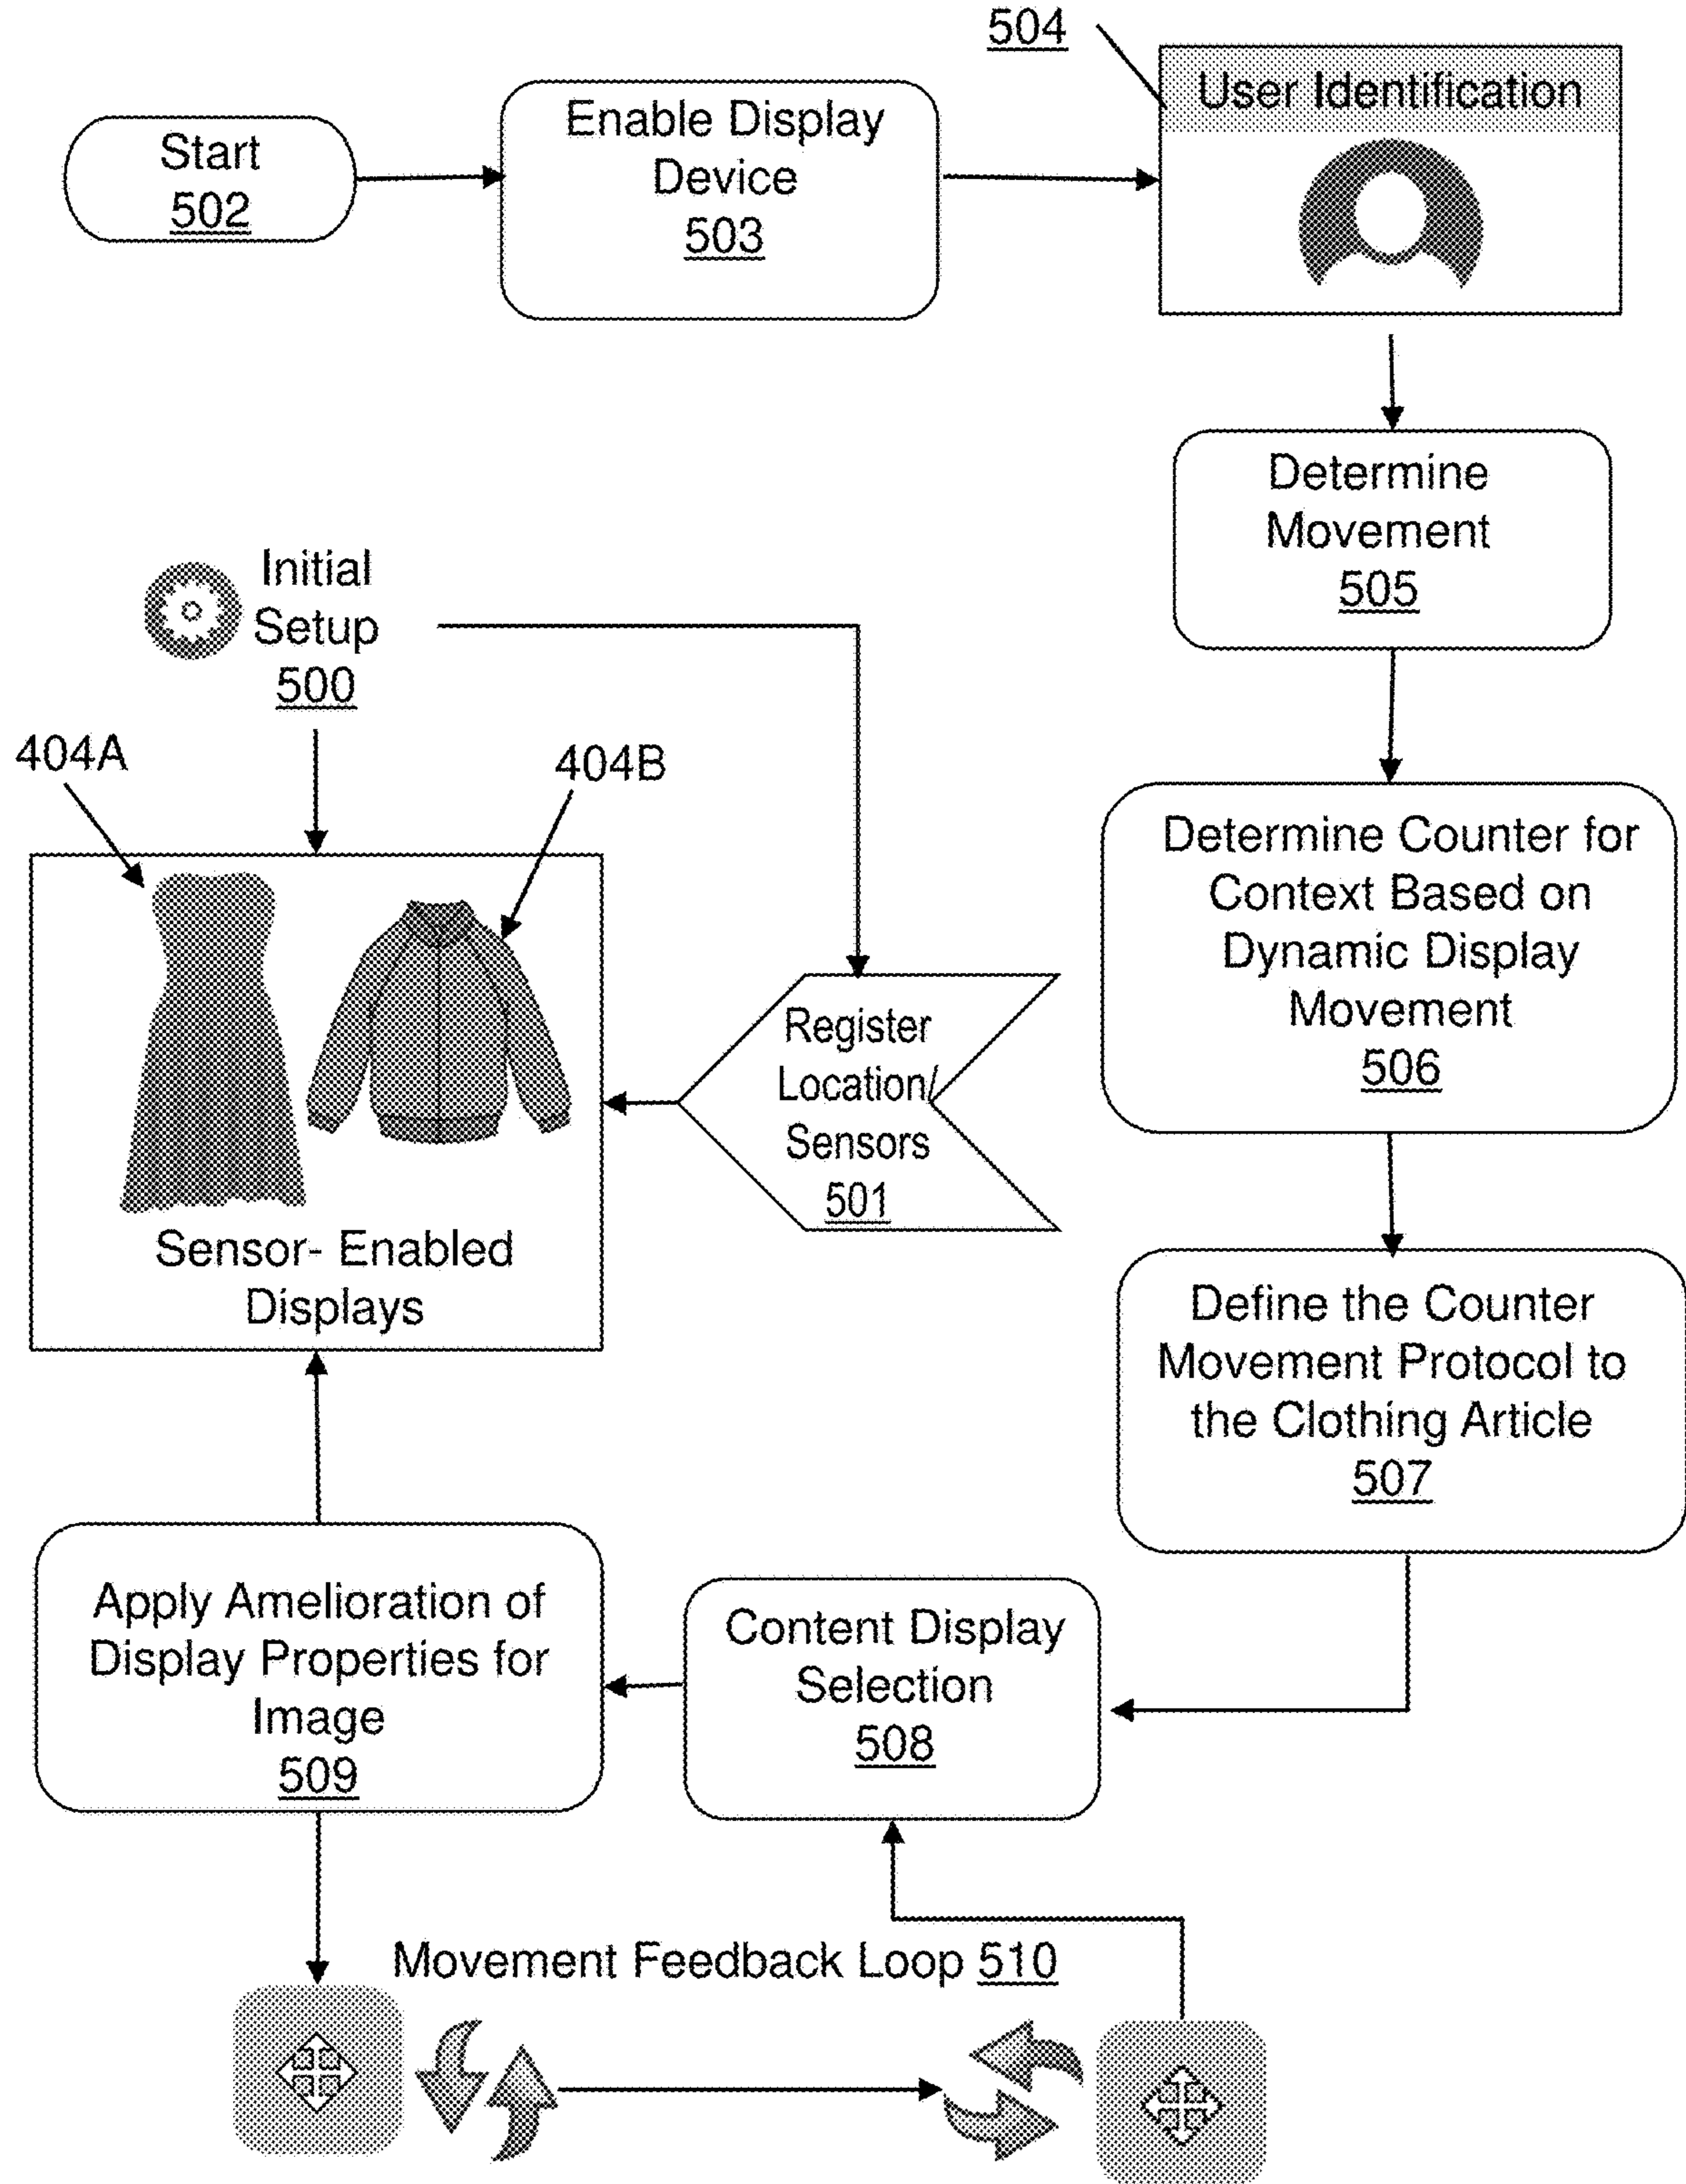 504
User Identification
Start
502
Enable Display
Device
503
Determine
Movement
505
Initial
Setup
500
404A
404B
Determine Counter for
Context Based on
Dynamic Display
Movement
506
Register
Location/
Sensors
501
Sensor- Enabled
Displays
Define the Counter
Movement Protocol to
the Clothing Article
507
Content Display
Selection
508
Apply Amelioration of
Display Properties for
Image
509
Movement Feedback Loop 510